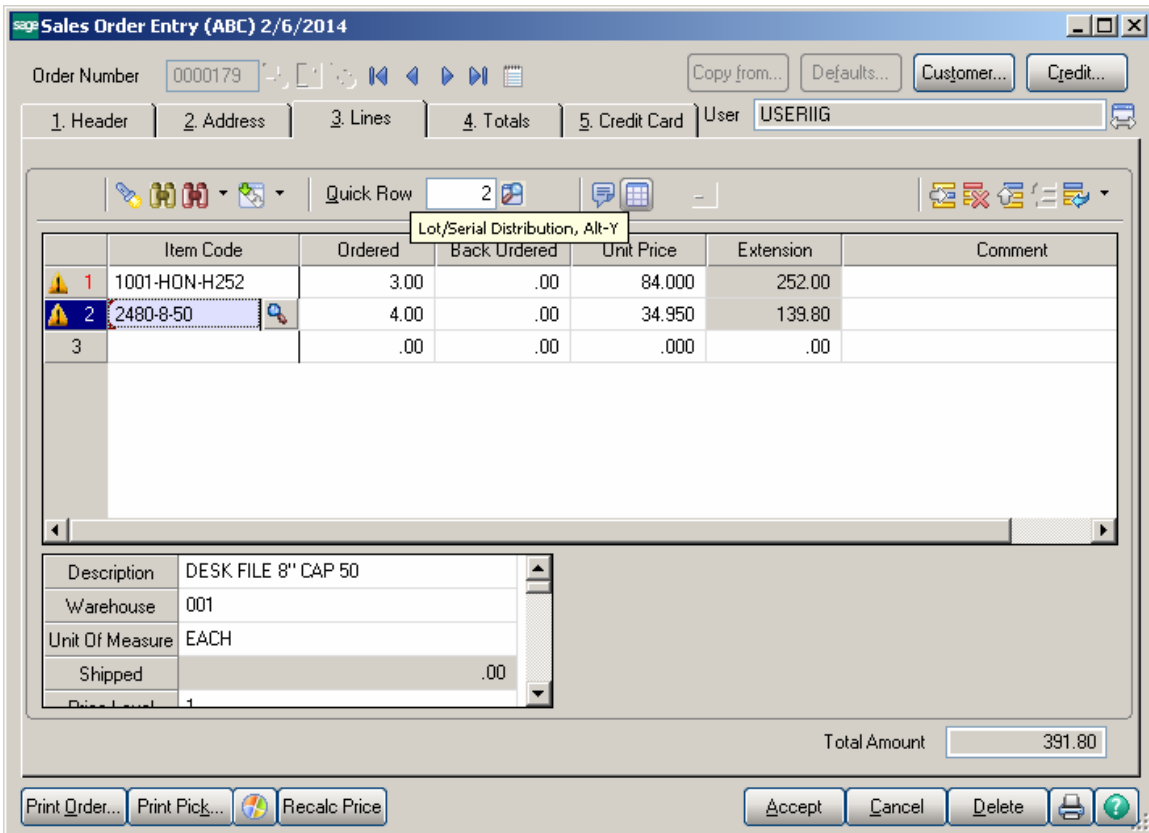 sage Sales Order Entry (ABC) 2/6/2014
Order Number 0000179 Copy from... Defaults... Customer... Credit...
1. Header 2. Address 3. Lines 4. Totals 5. Credit Card User USERIIG
Quick Row 2
Lot/Serial Distribution, Alt-Y
Item Code Ordered Back Ordered Unit Price Extension Comment
1 1001-HON-H252 3.00 .00 84.000 252.00
2 2480-8-50 4.00 .00 34.950 139.80
3 .00 .00 .000 .00
Description DESK FILE 8" CAP 50
Warehouse 001
Unit Of Measure EACH
Shipped .00
Price Level 1
Total Amount 391.80
Print Order... Print Pick... Recalc Price Accept Cancel Delete ?